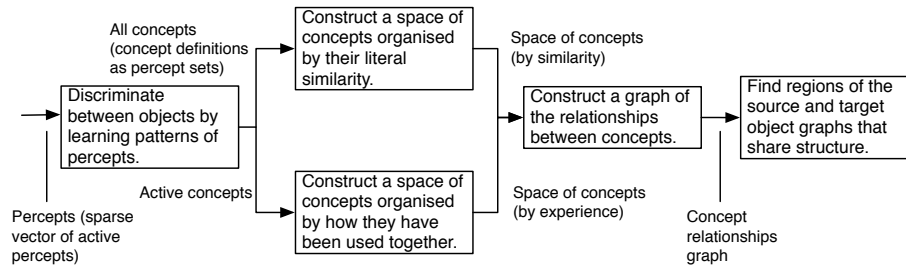 All concepts
(concept definitions
as percept sets)
Construct a space of
concepts organised
by their literal
similarity.
Space of concepts
(by similarity)
Discriminate
between objects by
learning patterns of
percepts.
Construct a graph of
the relationships
between concepts.
Find regions of the
source and target
object graphs that
share structure.
Active concepts
Construct a space of
concepts organised
by how they have
been used together.
Space of concepts
(by experience)
Percepts (sparse
vector of active
percepts)
Concept
relationships
graph